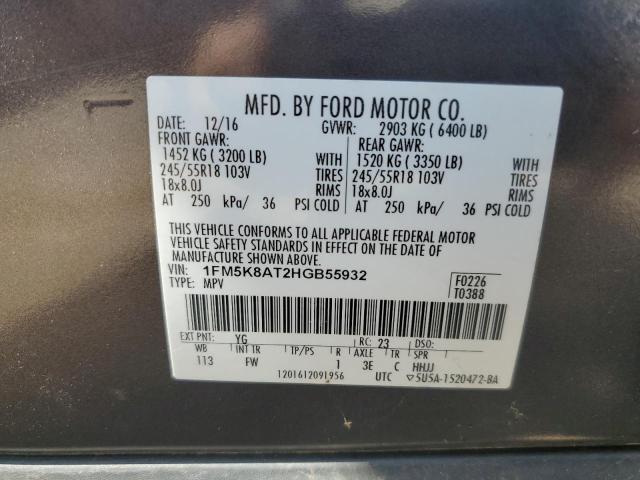 MFD. BY FORD MOTOR CO.
DATE: 12/16 GVWR: 2903 KG ( 6400 LB)
FRONT GAWR: REAR GAWR:
1452 KG ( 3200 LB) WITH 1520 KG ( 3350 LB) WITH
245/55R18 103V TIRES 245/55R18 103V TIRES
18x8.0J RIMS 18x8.0J RIMS
AT 250 kPa/ 36 PSI COLD AT 250 kPa/ 36 PSI COLD
THIS VEHICLE CONFORMS TO ALL APPLICABLE FEDERAL MOTOR
VEHICLE SAFETY STANDARDS IN EFFECT ON THE DATE OF
MANUFACTURE SHOWN ABOVE.
VIN: 1FM5K8AT2HGB55932 F0226
TYPE: MPV T0388
EXT PNT: YG RC: 23 DSO:
WB INT TR TP/PS R AXLE TR SPR
113 FW 1 3E C HHJJ
1201612091956 UTC ▽5U5A-1520472-BA